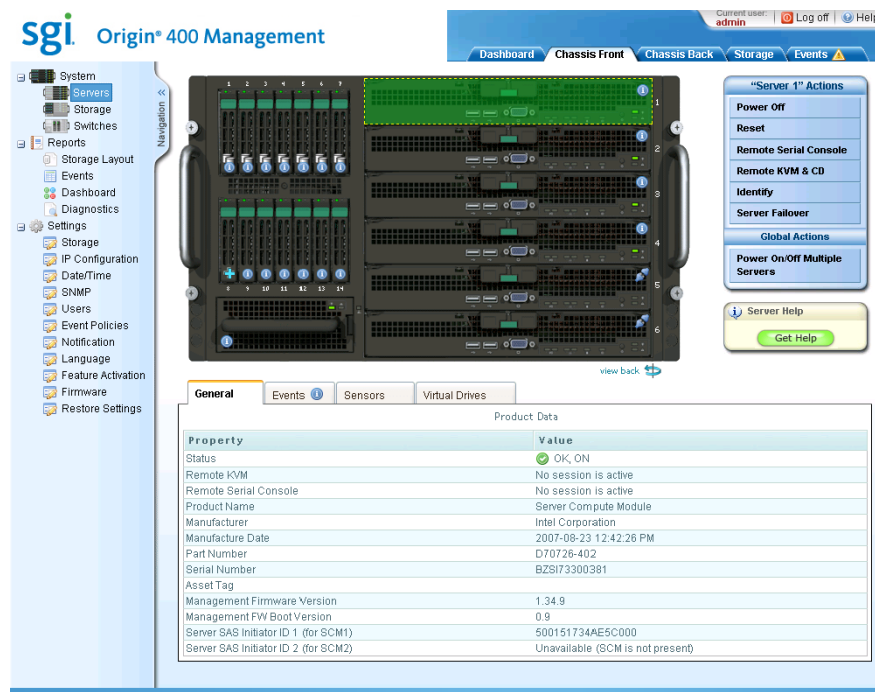 sgi Origin® 400 Management
Current user:
admin
Log off
Help
Dashboard
Chassis Front
Chassis Back
Storage
Events
System
Servers
Storage
Switches
Reports
Storage Layout
Events
Dashboard
Diagnostics
Settings
Storage
IP Configuration
Date/Time
SNMP
Users
Event Policies
Notification
Language
Feature Activation
Firmware
Restore Settings
Navigation
1 2 3 4 5 6 7
8 9 10 11 12 13 14
1
2
3
4
5
6
view back
"Server 1" Actions
Power Off
Reset
Remote Serial Console
Remote KVM & CD
Identify
Server Failover
Global Actions
Power On/Off Multiple
Servers
Server Help
Get Help
General
Events
Sensors
Virtual Drives
Product Data
Property Value
Status OK, ON
Remote KVM No session is active
Remote Serial Console No session is active
Product Name Server Compute Module
Manufacturer Intel Corporation
Manufacture Date 2007-08-23 12:42:26 PM
Part Number D70726-402
Serial Number BZSI73300381
Asset Tag
Management Firmware Version 1.34.9
Management FW Boot Version 0.9
Server SAS Initiator ID 1 (for SCM1) 500151734AE5C000
Server SAS Initiator ID 2 (for SCM2) Unavailable (SCM is not present)